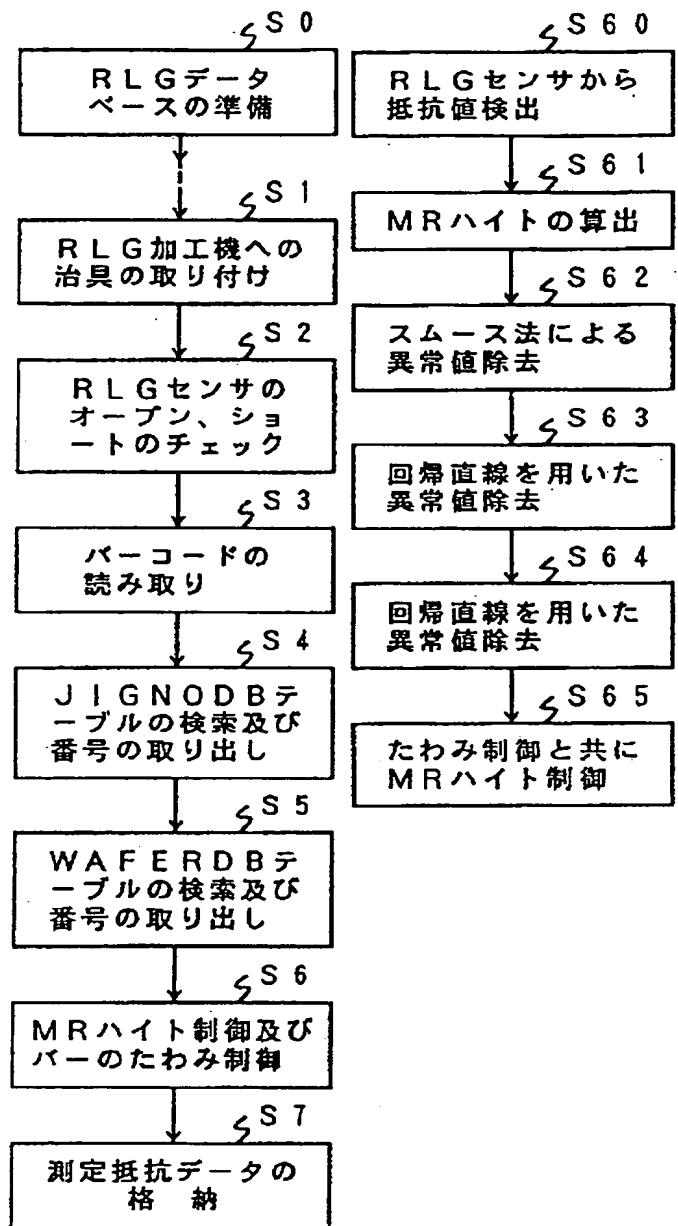 S0
RLGデータ
ベースの準備
S1
RLG加工機への
治具の取り付け
S2
RLGセンサの
オープン、ショ
ートのチェック
S3
バーコードの
読み取り
S4
JIGNODBテ
ーブルの検索及び
番号の取り出し
S5
WAFERDBテ
ーブルの検索及び
番号の取り出し
S6
MRハイト制御及び
バーのたわみ制御
S7
測定抵抗データの
格 納
S60
RLGセンサから
抵抗値検出
S61
MRハイトの算出
S62
スムース法による
異常値除去
S63
回帰直線を用いた
異常値除去
S64
回帰直線を用いた
異常値除去
S65
たわみ制御と共に
MRハイト制御